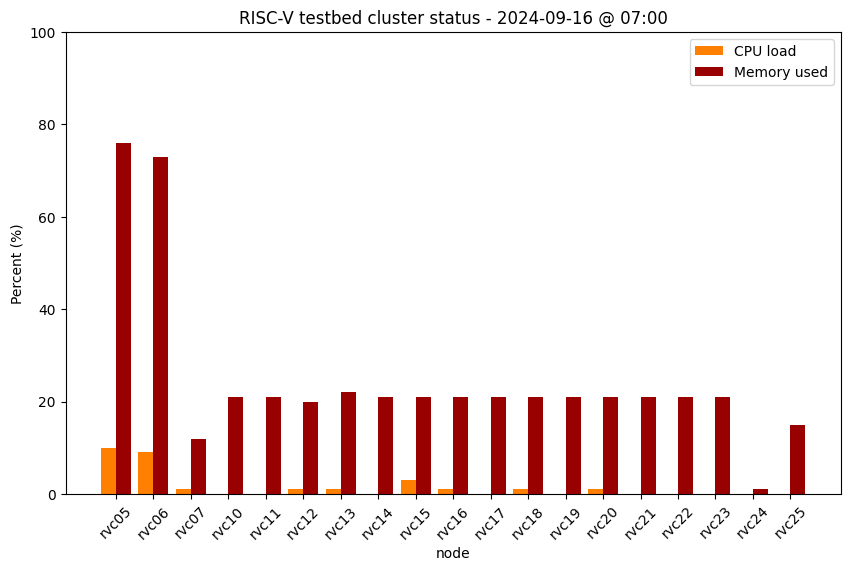 RISC-V testbed cluster status - 2024-09-16 @ 07:00
CPU load
Memory used
Percent (%)
100
80
60
40
20
0
rvc05
rvc06
rvc07
rvc10
rvc11
rvc12
rvc13
rvc14
rvc15
rvc16
rvc17
rvc18
rvc19
rvc20
rvc21
rvc22
rvc23
rvc24
rvc25
node